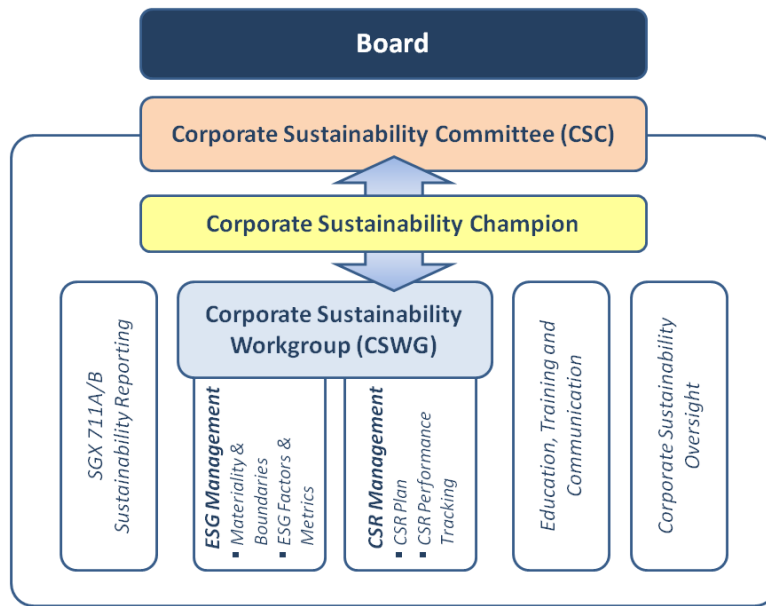 Board
Corporate Sustainability Committee (CSC)
Corporate Sustainability Champion
Corporate Sustainability
Workgroup (CSWG)
SGX 711A/B
Sustainability Reporting
ESG Management
▪ Materiality &
Boundaries
▪ ESG Factors &
Metrics
CSR Management
▪ CSR Plan
▪ CSR Performance
Tracking
Education, Training and
Communication
Corporate Sustainability
Oversight